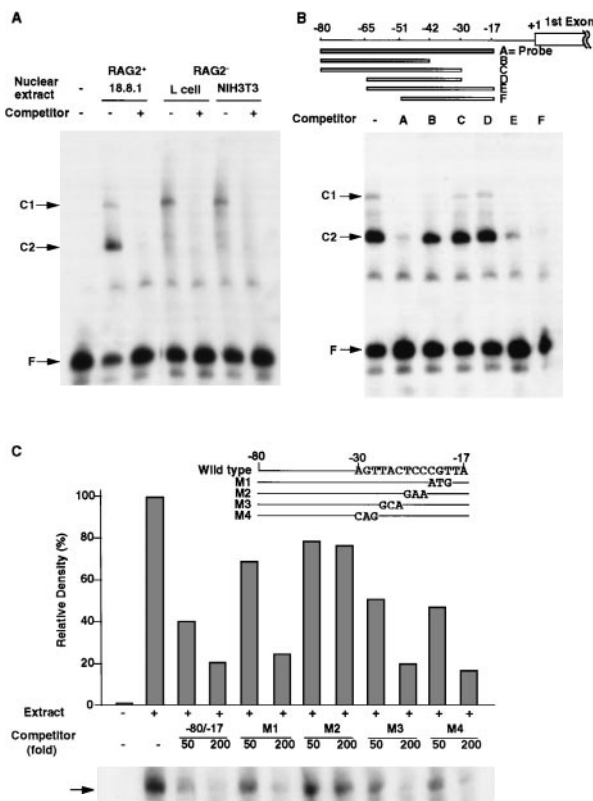 A
RAG2+ RAG2-
Nuclear extract - 18.8.1 L cell NIH3T3
Competitor - - + - + - +
C1
C2
F
B
-80 -65 -51 -42 -30 -17 +1 1st Exon
A= Probe
B
C
D
E
F
Competitor - A B C D E F
C1
C2
F
C
-80 -30 -17
Wild type AGTTACTCCCGTTA
M1 ATG
M2 GAA
M3 GCA
M4 CAG
Relative Density (%)
100
80
60
40
20
0
Extract - + + + + + + + + + + +
Competitor (fold) - - -80/-17 M1 M2 M3 M4
50 200 50 200 50 200 50 200 50 200